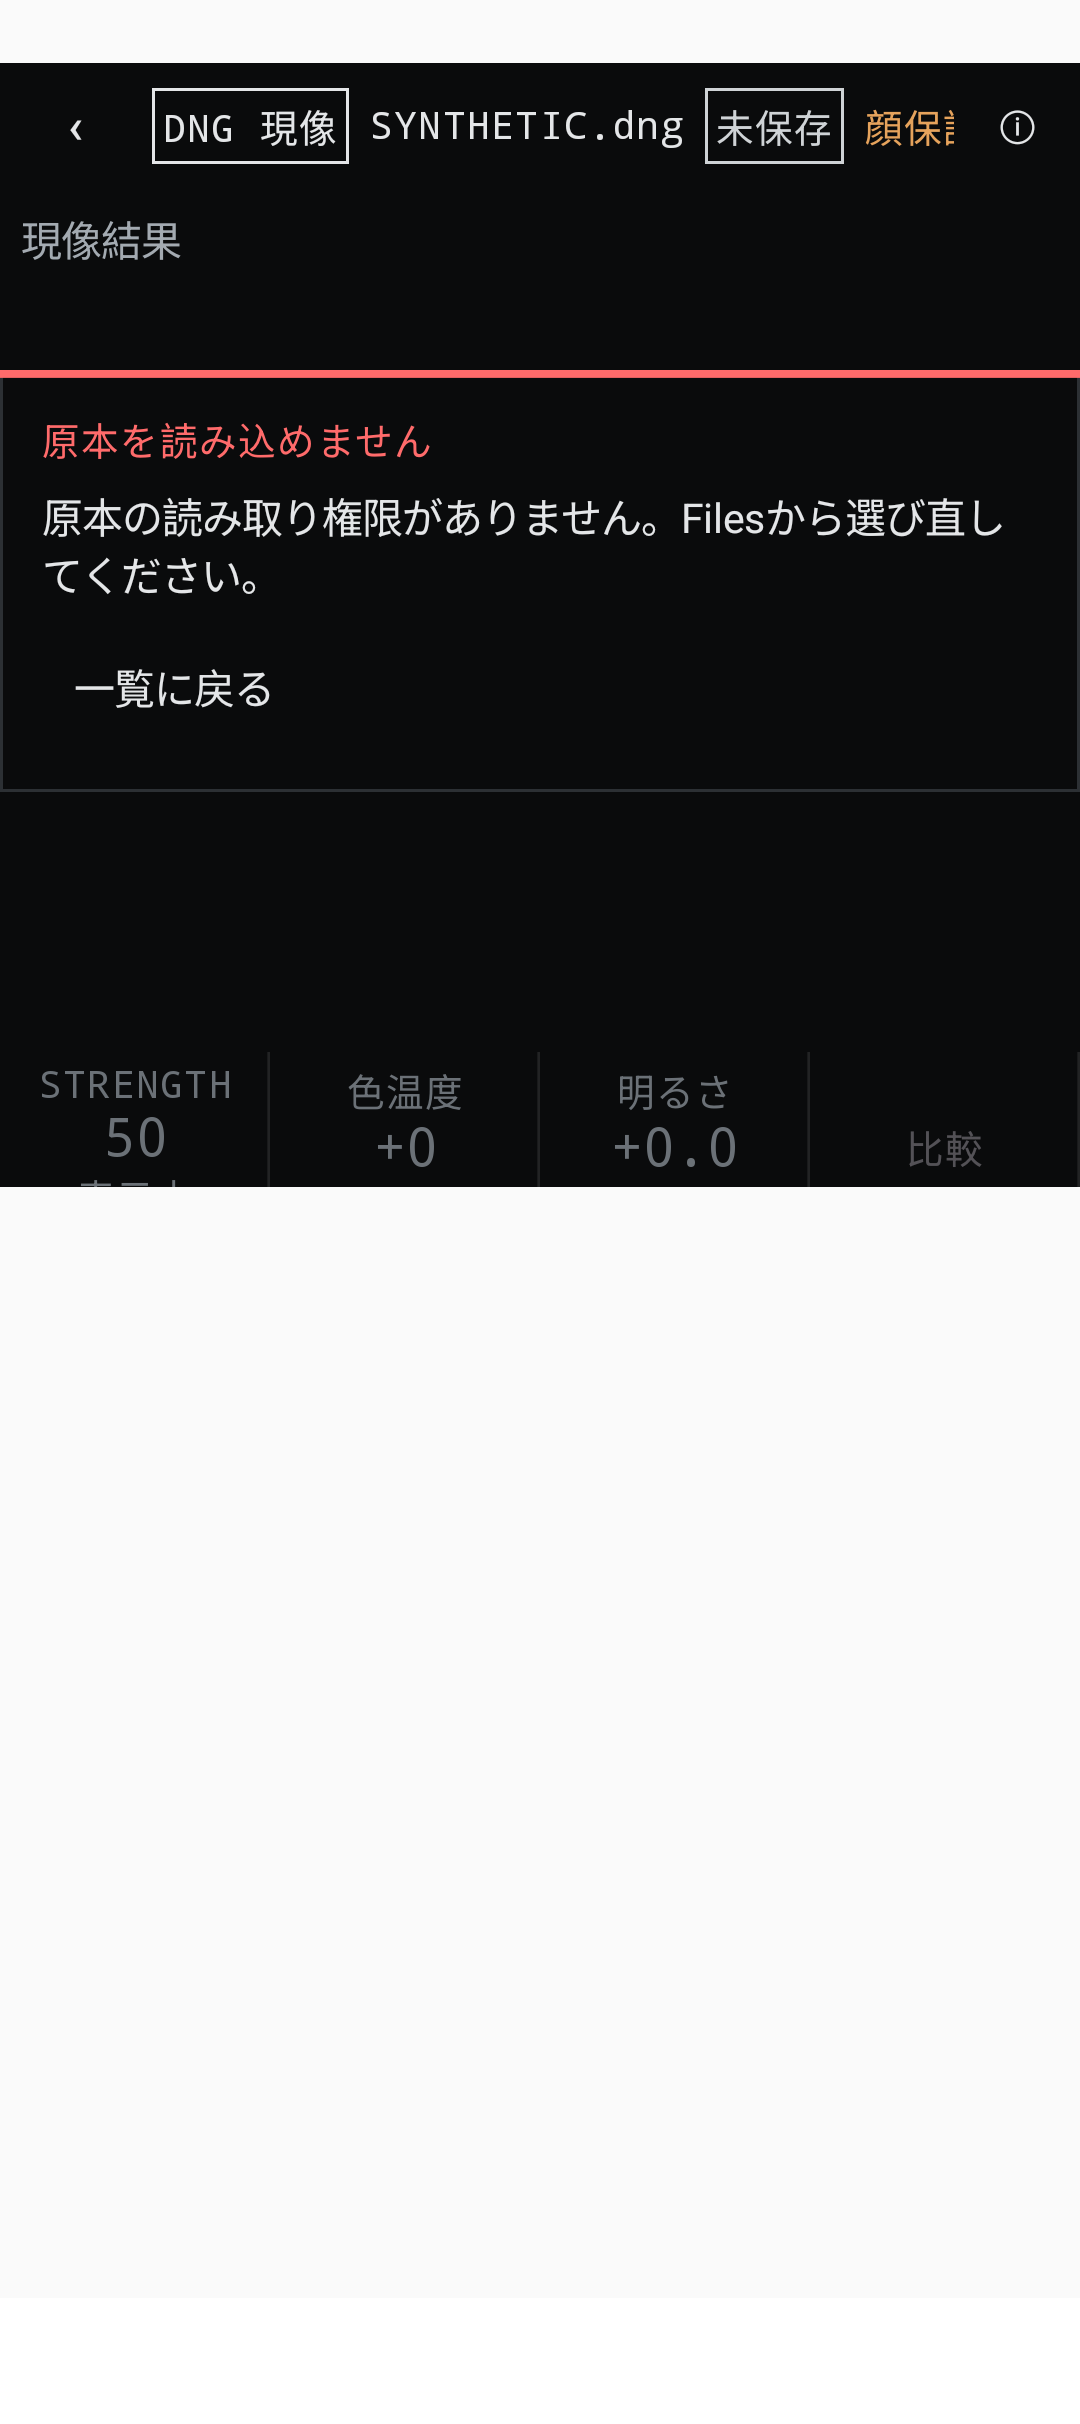 ‹ DNG 現像 SYNTHETIC.dng 未保存 顔保
現像結果
原本を読み込めません
原本の読み取り権限がありません。Filesから選び直し
てください。
一覧に戻る
STRENGTH 色温度 明るさ 比較
50 +0 +0.0